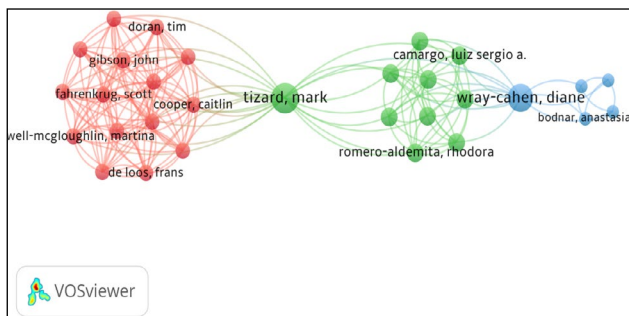 doran, tim
gibson, john
fahrenkrug, scott
cooper, caitlin
well-mcgloughlin, martina
de loos, frans
tizard, mark
camargo, luiz sergio a.
romero-aldemita, rhodora
wray-cahen, diane
bodnar, anastasia
VOSviewer